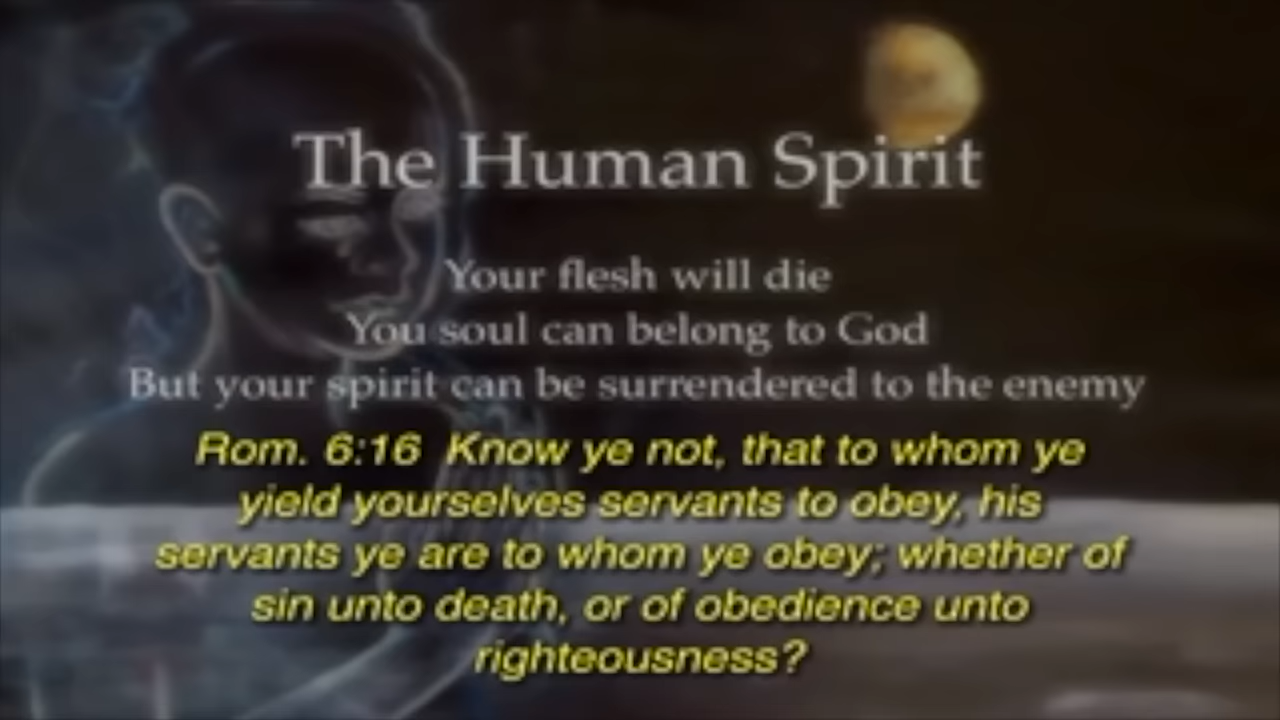 The Human Spirit
Your flesh will die
You soul can belong to God
But your spirit can be surrendered to the enemy
Rom. 6:16 Know ye not, that to whom ye
yield yourselves servants to obey, his
servants ye are to whom ye obey; whether of
sin unto death, or of obedience unto
righteousness?